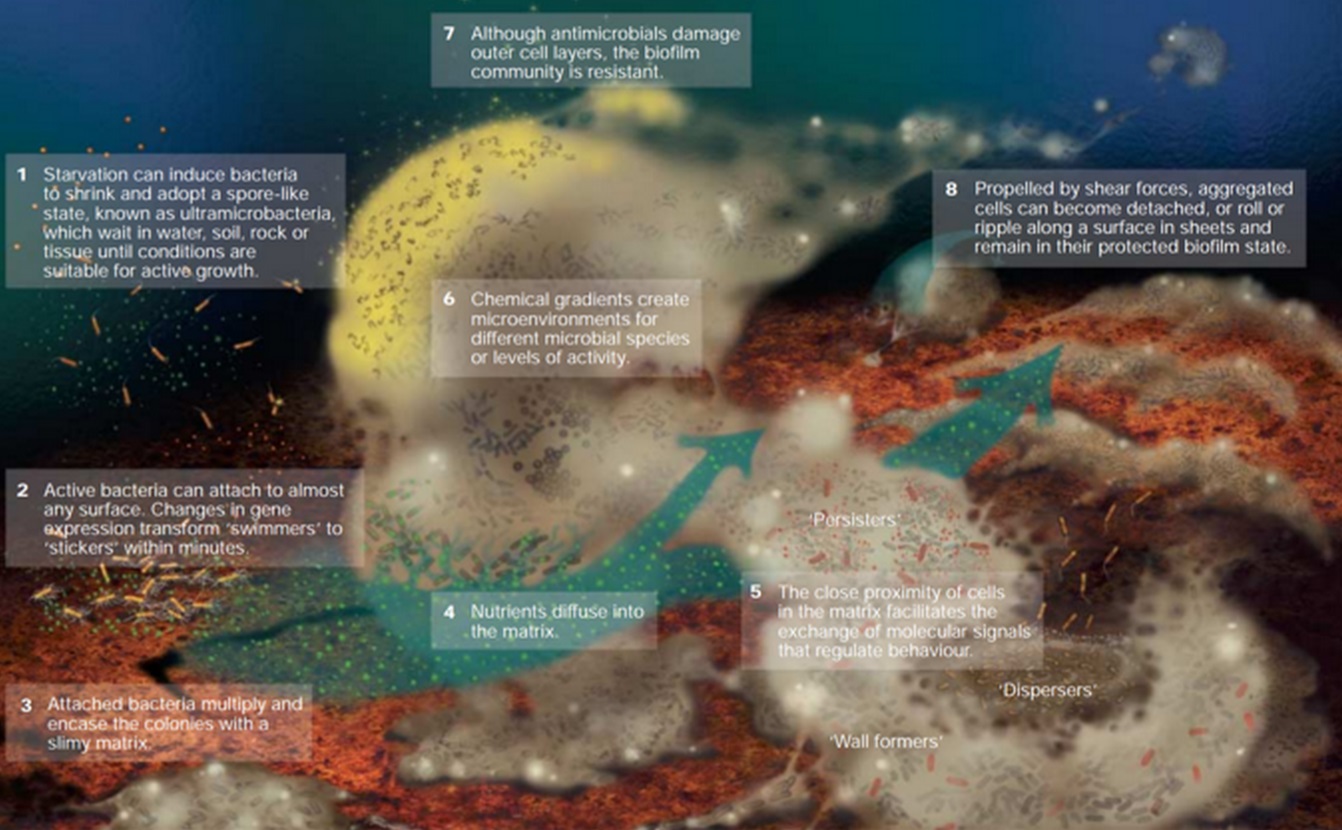 7 Although antimicrobials damage
outer cell layers, the biofilm
community is resistant.
1 Starvation can induce bacteria
to shrink and adopt a spore-like
state, known as ultramicrobacteria,
which wait in water, soil, rock or
tissue until conditions are
suitable for active growth.
8 Propelled by shear forces, aggregated
cells can become detached, or roll or
ripple along a surface in sheets and
remain in their protected biofilm state.
6 Chemical gradients create
microenvironments for
different microbial species
or levels of activity.
2 Active bacteria can attach to almost
any surface. Changes in gene
expression transform ‘swimmers’ to
‘stickers’ within minutes.
‘Persisters’
4 Nutrients diffuse into
the matrix.
5 The close proximity of cells
in the matrix facilitates the
exchange of molecular signals
that regulate behaviour.
‘Dispersers’
3 Attached bacteria multiply and
encase the colonies with a
slimy matrix.
‘Wall formers’